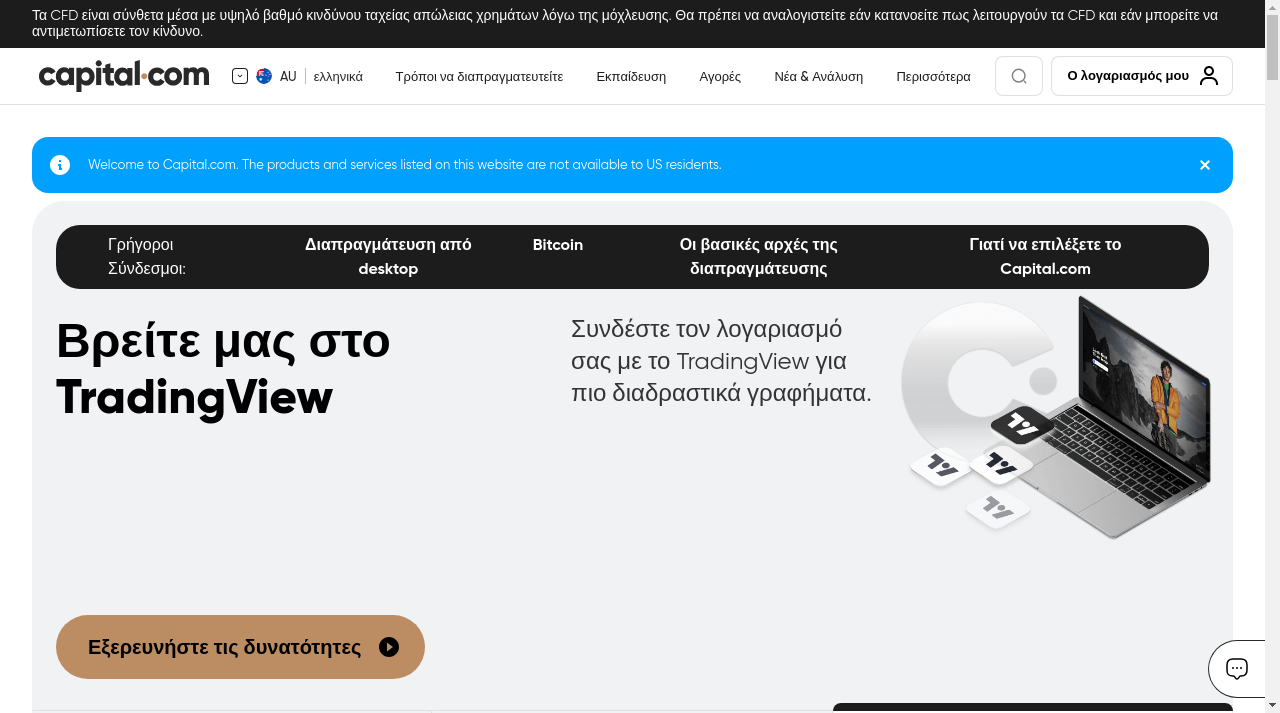 Τα CFD είναι σύνθετα μέσα με υψηλό βαθμό κινδύνου ταχείας απώλειας χρημάτων λόγω της μόχλευσης. Θα πρέπει να αναλογιστείτε εάν κατανοείτε πως λειτουργούν τα CFD και εάν μπορείτε να
αντιμετωπίσετε τον κίνδυνο.
capital.com AU ελληνικά Τρόποι να διαπραγματευτείτε Εκπαίδευση Αγορές Νέα & Ανάλυση Περισσότερα Ο λογαριασμός μου
Welcome to Capital.com. The products and services listed on this website are not available to US residents.
Γρήγοροι
Σύνδεσμοι:
Διαπραγμάτευση από
desktop
Bitcoin
Οι βασικές αρχές της
διαπραγμάτευσης
Γιατί να επιλέξετε το
Capital.com
Βρείτε μας στο
TradingView
Συνδέστε τον λογαριασμό
σας με το TradingView για
πιο διαδραστικά γραφήματα.
Εξερευνήστε τις δυνατότητες